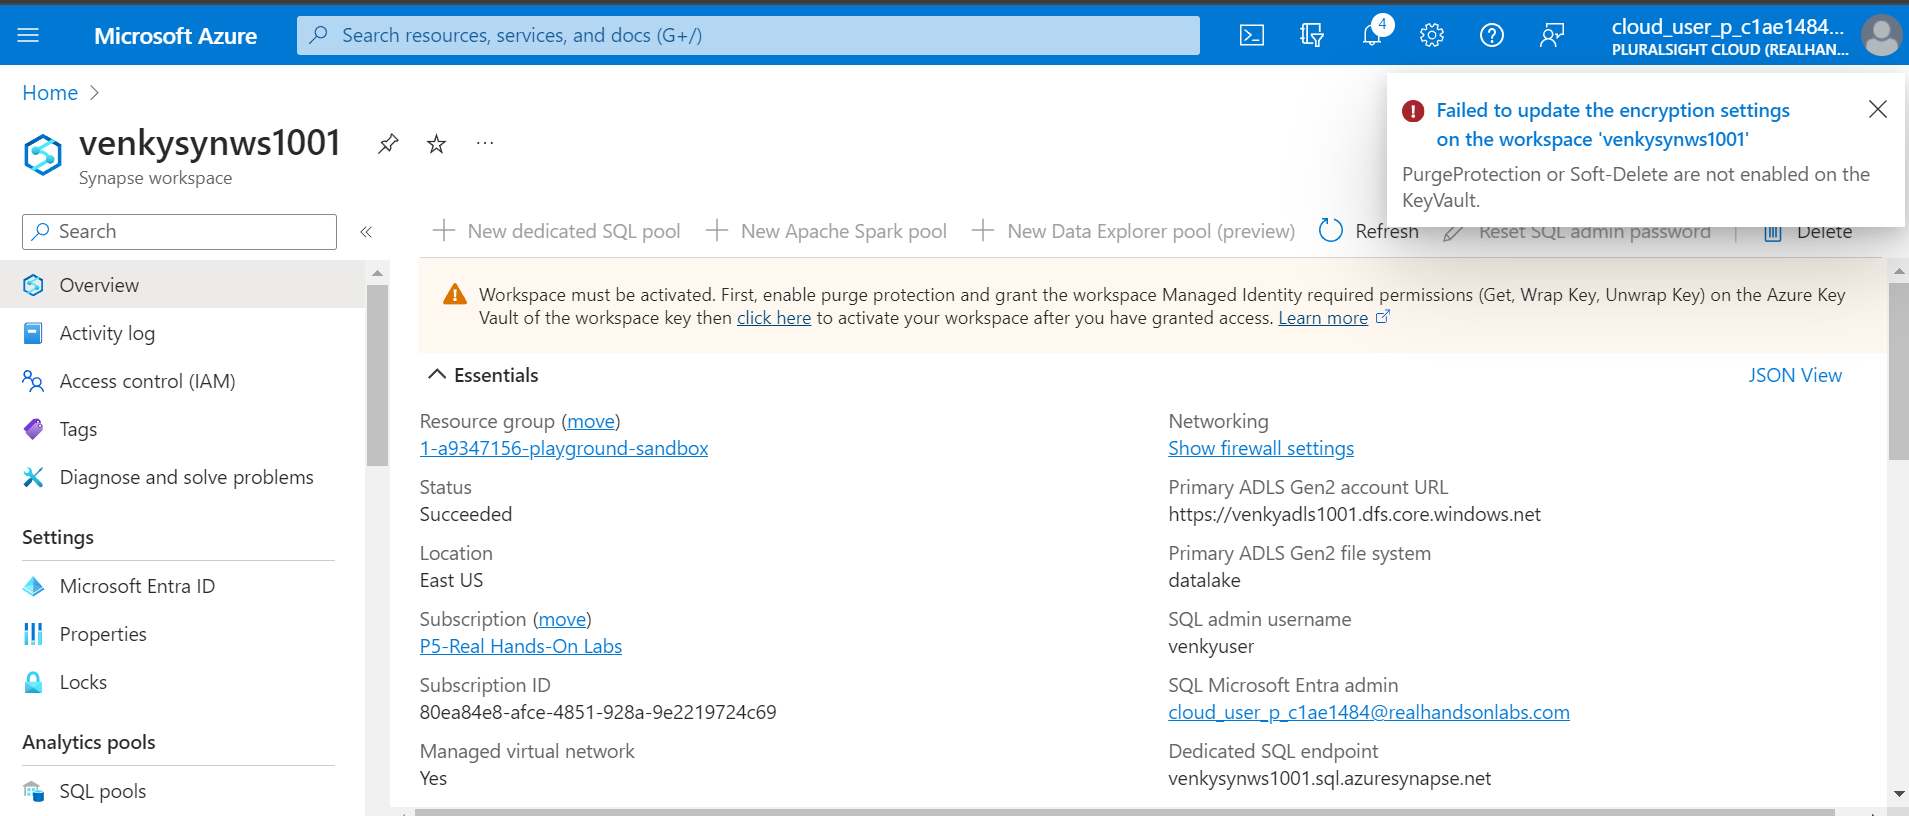 Microsoft Azure
Search resources, services, and docs (G+/)
4
cloud_user_p_c1ae1484...
PLURALSIGHT CLOUD (REALHAN...
Home
Failed to update the encryption settings
on the workspace 'venkysynws1001'
PurgeProtection or Soft-Delete are not enabled on the
KeyVault.
venkysynws1001
Synapse workspace
Search
New dedicated SQL pool
New Apache Spark pool
New Data Explorer pool (preview)
Refresh
Reset SQL admin password
Delete
Overview
Activity log
Access control (IAM)
Tags
Diagnose and solve problems
Settings
Microsoft Entra ID
Properties
Locks
Analytics pools
SQL pools
Workspace must be activated. First, enable purge protection and grant the workspace Managed Identity required permissions (Get, Wrap Key, Unwrap Key) on the Azure Key
Vault of the workspace key then click here to activate your workspace after you have granted access. Learn more
Essentials
JSON View
Resource group (move)
1-a9347156-playground-sandbox
Status
Succeeded
Location
East US
Subscription (move)
P5-Real Hands-On Labs
Subscription ID
80ea84e8-afce-4851-928a-9e2219724c69
Managed virtual network
Yes
Networking
Show firewall settings
Primary ADLS Gen2 account URL
https://venkyadls1001.dfs.core.windows.net
Primary ADLS Gen2 file system
datalake
SQL admin username
venkyuser
SQL Microsoft Entra admin
cloud_user_p_c1ae1484@realhandsonlabs.com
Dedicated SQL endpoint
venkysynws1001.sql.azuresynapse.net